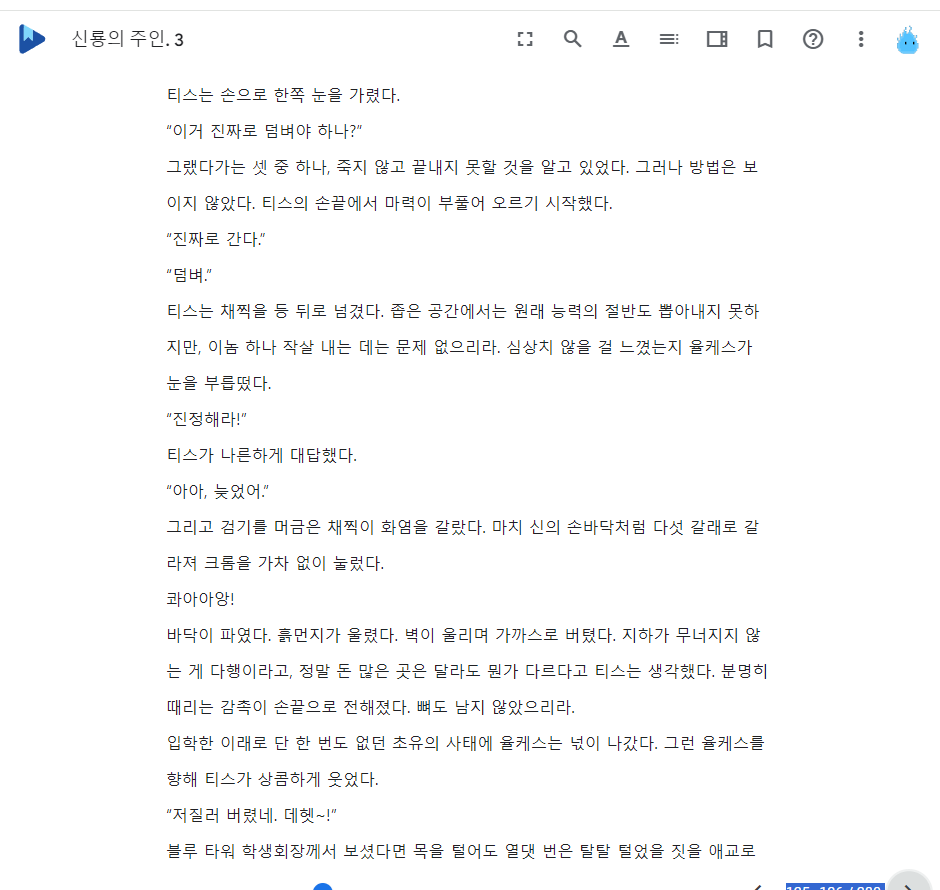 신룡의 주인. 3
티스는 손으로 한쪽 눈을 가렸다.
“이거 진짜로 덤벼야 하나?”
그랬다가는 셋 중 하나, 죽지 않고 끝내지 못할 것을 알고 있었다. 그러나 방법은 보
이지 않았다. 티스의 손끝에서 마력이 부풀어 오르기 시작했다.
“진짜로 간다.”
“덤벼.”
티스는 채찍을 등 뒤로 넘겼다. 좁은 공간에서는 원래 능력의 절반도 뽑아내지 못하
지만, 이놈 하나 작살 내는 데는 문제 없으리라. 심상치 않을 걸 느꼈는지 율케스가
눈을 부릅떴다.
“진정해라!”
티스가 나른하게 대답했다.
“아아, 늦었어.”
그리고 검기를 머금은 채찍이 화염을 갈랐다. 마치 신의 손바닥처럼 다섯 갈래로 갈
라져 크롬을 가차 없이 눌렀다.
콰아아앙!
바닥이 파였다. 흙먼지가 울렸다. 벽이 울리며 가까스로 버텼다. 지하가 무너지지 않
는 게 다행이라고, 정말 돈 많은 곳은 달라도 뭔가 다르다고 티스는 생각했다. 분명히
때리는 감촉이 손끝으로 전해졌다. 뼈도 남지 않았으리라.
입학한 이래로 단 한 번도 없던 초유의 사태에 율케스는 넋이 나갔다. 그런 율케스를
향해 티스가 상콤하게 웃었다.
“저질러 버렸네. 데헷~!”
블루 타워 학생회장께서 보셨다면 목을 털어도 열댓 번은 탈탈 털었을 짓을 애교로